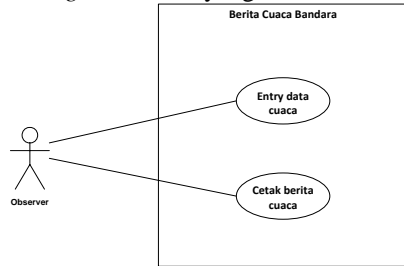 Berita Cuaca Bandara
Entry data
cuaca
Observer
Cetak berita
cuaca